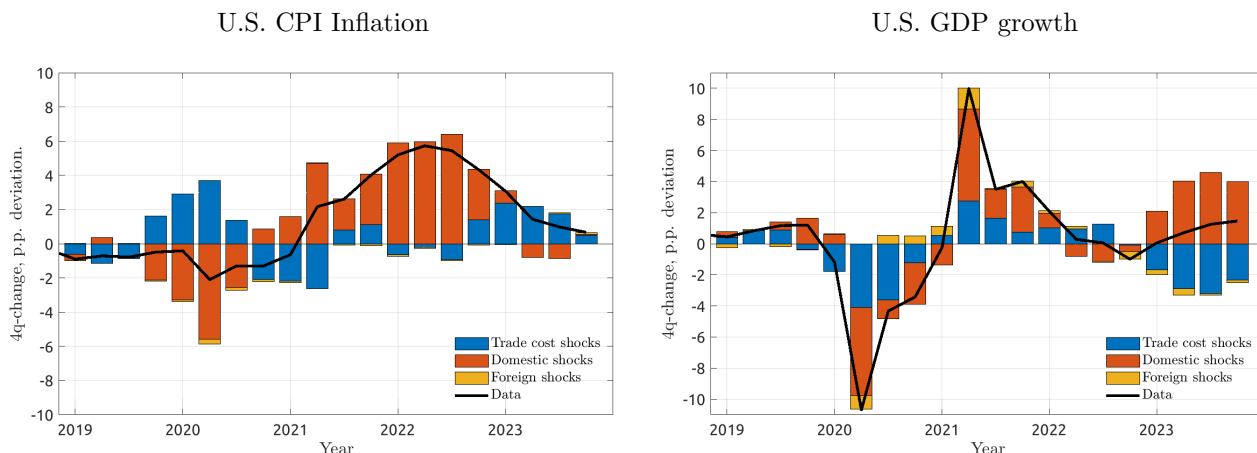 U.S. CPI Inflation
4q-change, p.p. deviation.
10
8
6
4
2
0
-2
-4
-6
-8
-10
Trade cost shocks
Domestic shocks
Foreign shocks
Data
2019
2020
2021
2022
2023
Year
U.S. GDP growth
4q-change, p.p. deviation
10
8
6
4
2
0
-2
-4
-6
-8
-10
Trade cost shocks
Domestic shocks
Foreign shocks
Data
2019
2020
2021
2022
2023
Year